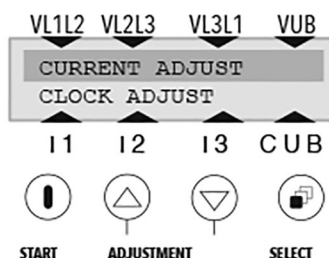 VL1L2 VL2L3 VL3L1 VUB
CURRENT ADJUST
CLOCK ADJUST
I1 I2 I3 CUB
START ADJUSTMENT SELECT